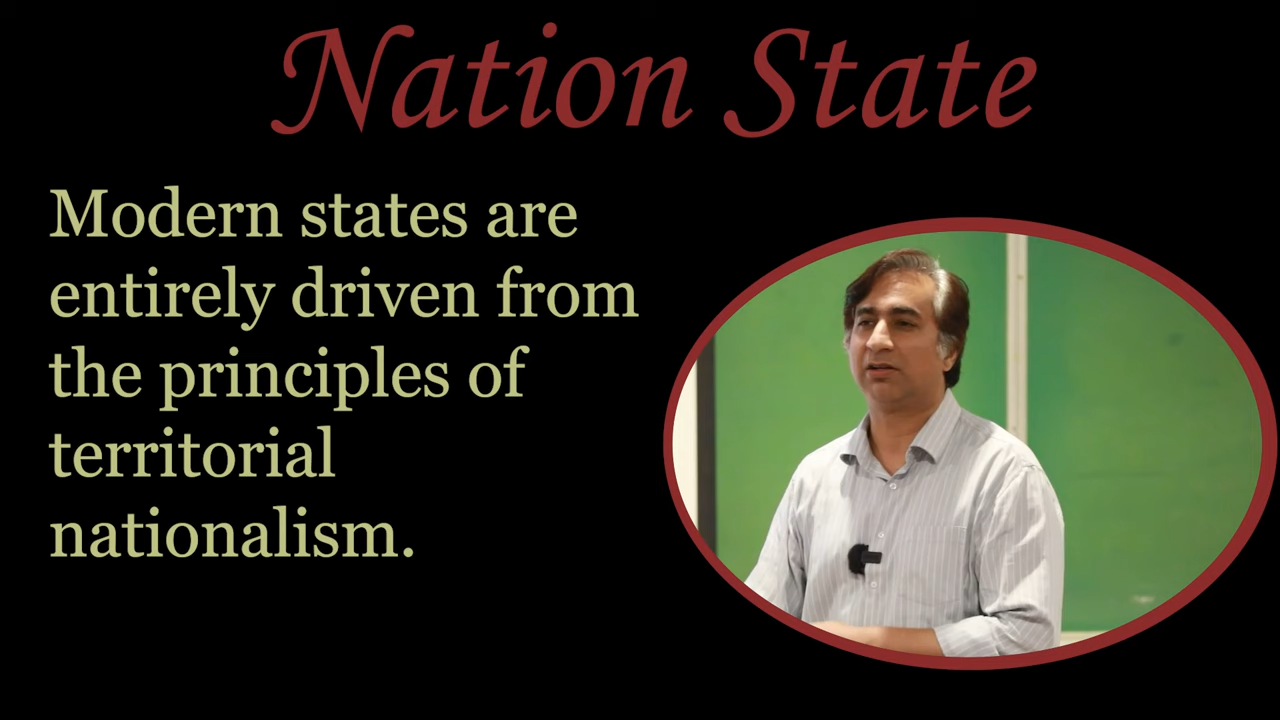 Nation State
Modern states are
entirely driven from
the principles of
territorial
nationalism.